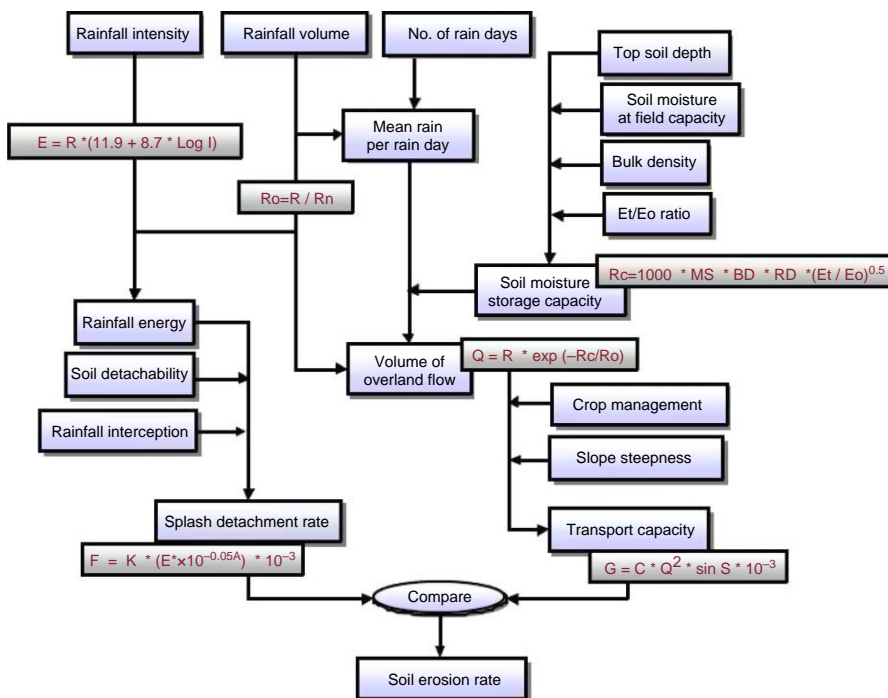 Rainfall intensity
Rainfall volume
No. of rain days
Top soil depth
Soil moisture
at field capacity
Mean rain
per rain day
E = R *(11.9 + 8.7 * Log I)
Bulk density
Ro=R / Rn
Et/Eo ratio
Soil moisture
storage capacity
Rc=1000 * MS * BD * RD *(Et / Eo)^0.5
Rainfall energy
Volume of
overland flow
Q = R * exp (–Rc/Ro)
Soil detachability
Crop management
Rainfall interception
Slope steepness
Splash detachment rate
Transport capacity
F = K * (E*×10^–0.05A) * 10^–3
G = C * Q^2 * sin S * 10^–3
Compare
Soil erosion rate